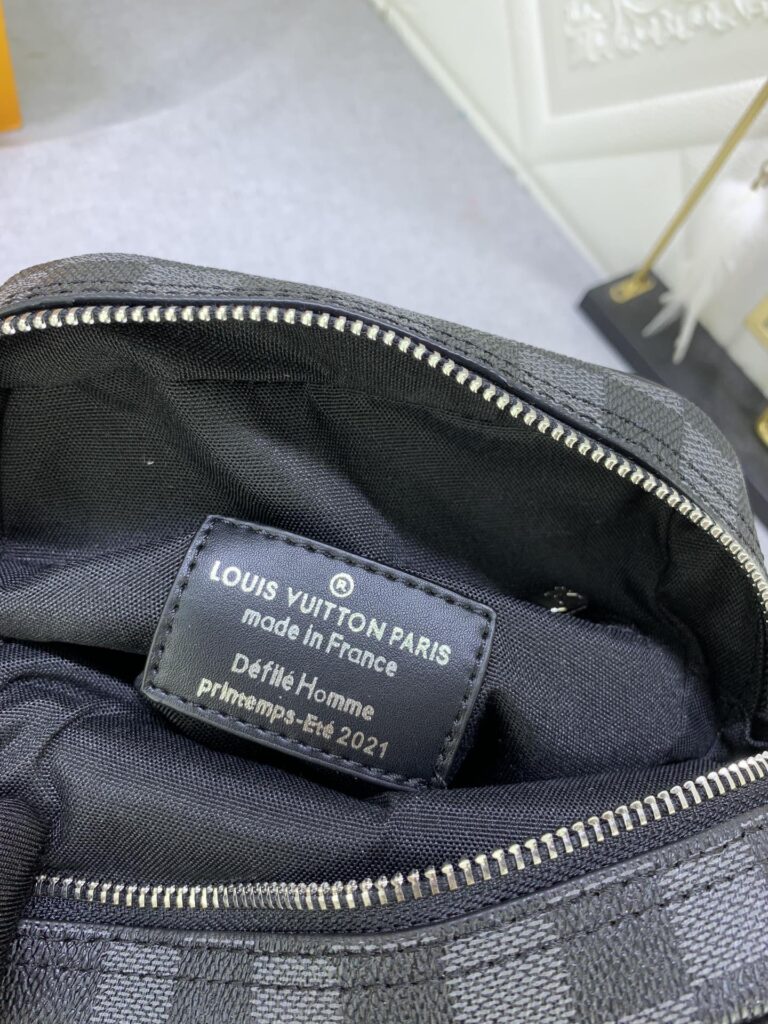 ®
LOUIS VUITTON PARIS
made in France
Défilé Homme
printemps-Eté 2021